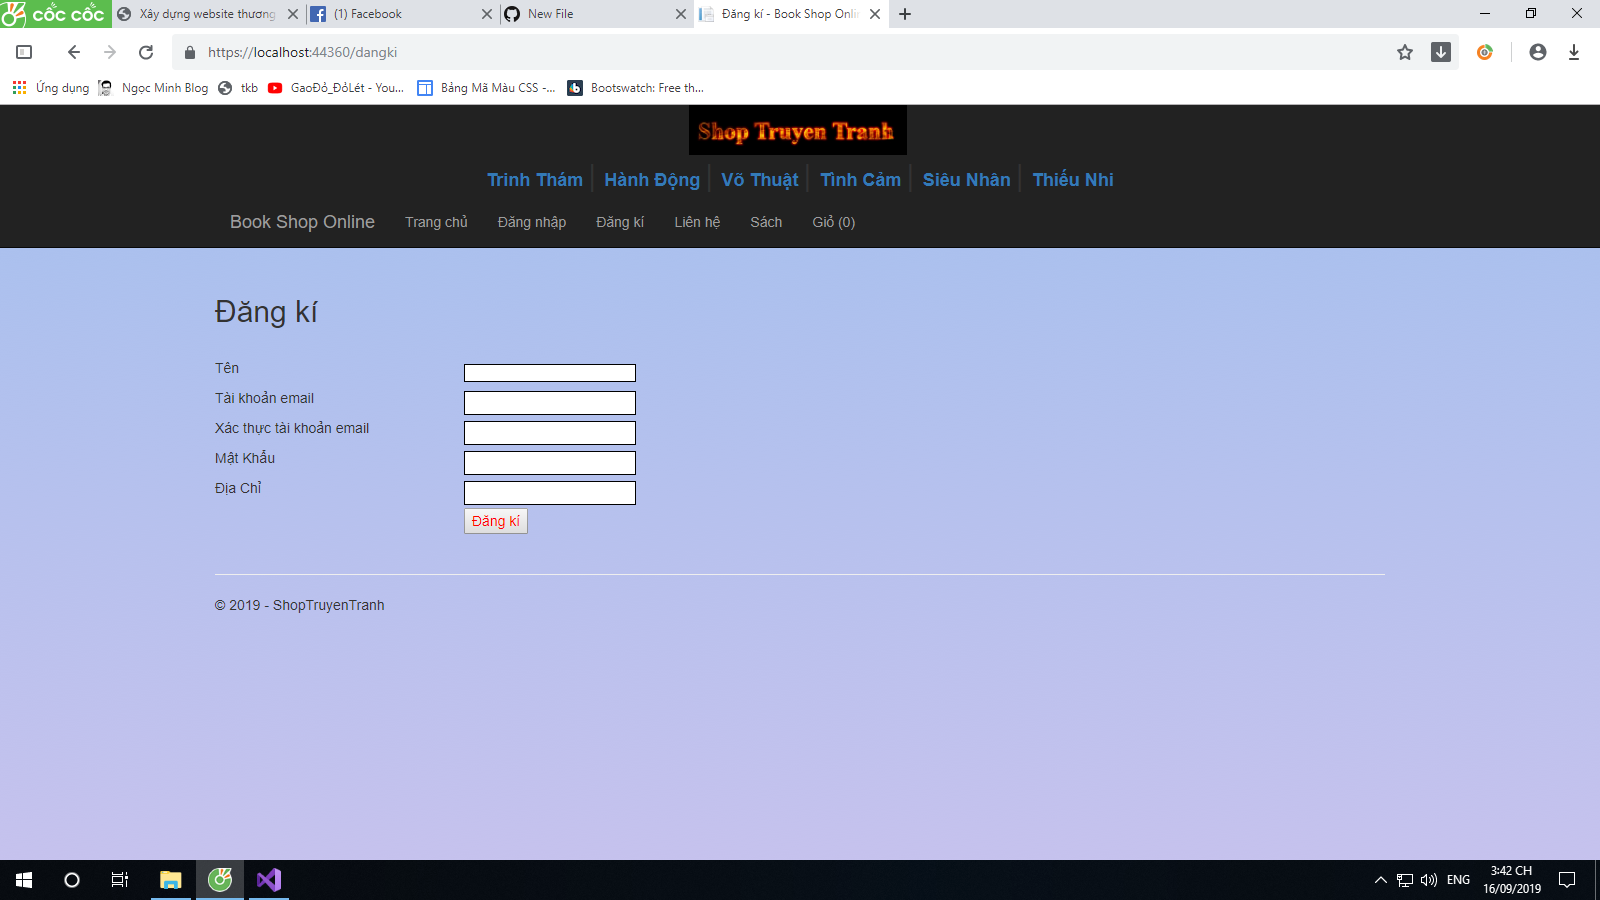 cốc cốc
Xây dựng website thương
(1) Facebook
New File
Đăng kí - Book Shop Onlin
https://localhost:44360/dangki
Ứng dụng
Ngọc Minh Blog
tkb
GaoĐỏ_ĐỏLét - You...
Bảng Mã Màu CSS -...
Bootswatch: Free th...
Shop Truyen Tranh
Trinh Thám
Hành Động
Võ Thuật
Tình Cảm
Siêu Nhân
Thiếu Nhi
Book Shop Online
Trang chủ
Đăng nhập
Đăng kí
Liên hệ
Sách
Giỏ (0)
Đăng kí
Tên
Tài khoản email
Xác thực tài khoản email
Mật Khẩu
Địa Chỉ
Đăng kí
© 2019 - ShopTruyenTranh
ENG
3:42 CH
16/09/2019